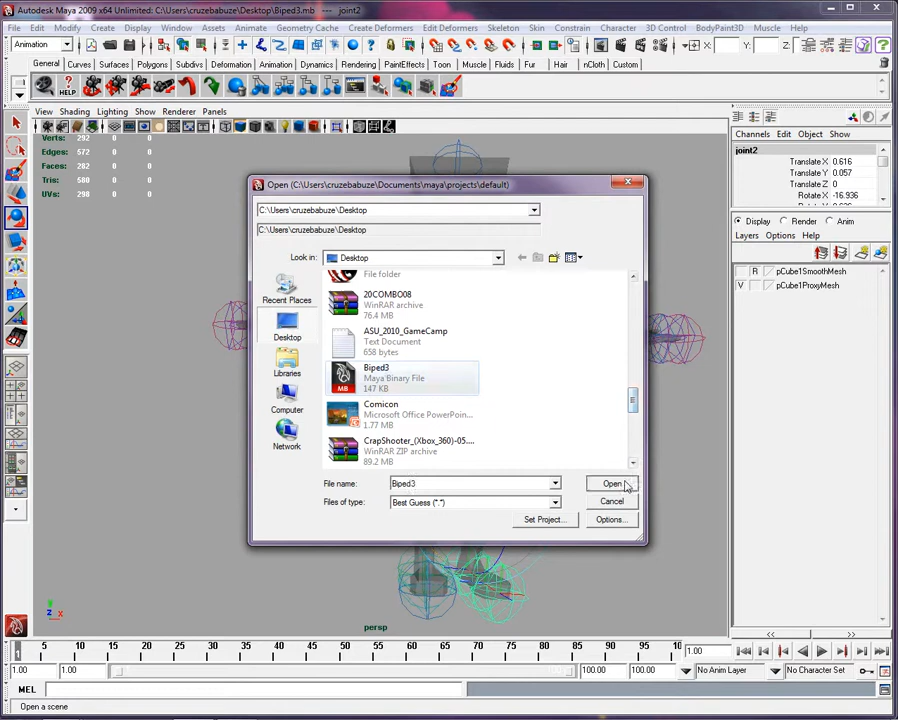 Autodesk Maya 2009 x64 Unlimited: C:\Users\cruzebabuze\Desktop\Biped3.mb --- joint2
File Edit Modify Create Display Window Assets Animate Geometry Cache Create Deformers Edit Deformers Skeleton Skin Constrain Character 3D Control BodyPaint3D Muscle Help
Animation X: Y: Z:
General Curves Surfaces Polygons Subdivs Deformation Animation Dynamics Rendering PaintEffects Toon Muscle Fluids Fur Hair nCloth Custom
HELP
View Shading Lighting Show Renderer Panels
Verts: 292 0 0
Edges: 572 0 0
Faces: 282 0 0
Tris: 580 0 0
UVs: 298 0 0
Channels Edit Object Show
joint2
Translate X 0.616
Translate Y 0.057
Translate Z 0
Rotate X -16.936
Display Render Anim
Layers Options Help
R pCube1SmoothMesh
V pCube1ProxyMesh
Open (C:\Users\cruzebabuze\Documents\maya\projects\default)
C:\Users\cruzebabuze\Desktop
C:\Users\cruzebabuze\Desktop
Look in: Desktop
Recent Places
Desktop
Libraries
Computer
Network
File folder
20COMBO08
WinRAR archive
76.4 MB
ASU_2010_GameCamp
Text Document
658 bytes
MB
Biped3
Maya Binary File
147 KB
Comicon
Microsoft Office PowerPoin...
1.77 MB
CrapShooter_(Xbox_360)-05....
WinRAR ZIP archive
89.2 MB
File name: Biped3 Open
Files of type: Best Guess (*.*) Cancel
Set Project... Options...
y
z x
persp
1 5 10 15 20 25 30 35 40 45 50 55 60 65 70 75 80 85 90 95 10 1.00
1.00 1.00 100.00 100.00 No Anim Layer No Character Set
MEL
Open a scene